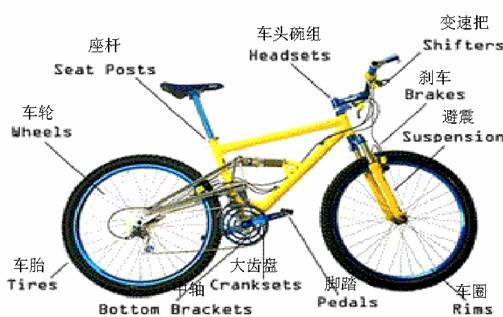 座杆
Seat Posts
车头碗组
Headsets
变速把
Shifters
刹车
Brakes
避震
Suspension
车轮
Wheels
车胎
Tires
中轴
Bottom Brackets
大齿盘
Cranksets
脚踏
Pedals
车圈
Rims